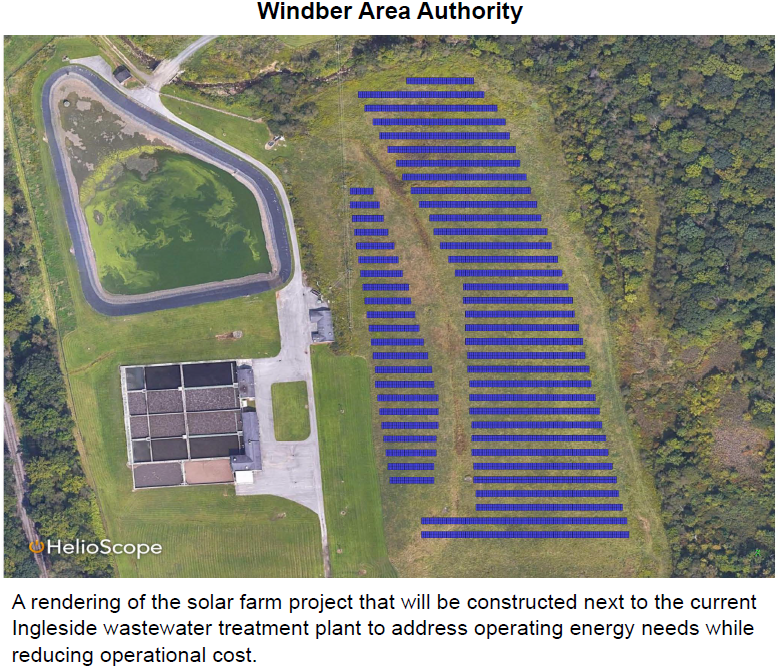 Windber Area Authority
HelioScope
A rendering of the solar farm project that will be constructed next to the current
Ingleside wastewater treatment plant to address operating energy needs while
reducing operational cost.